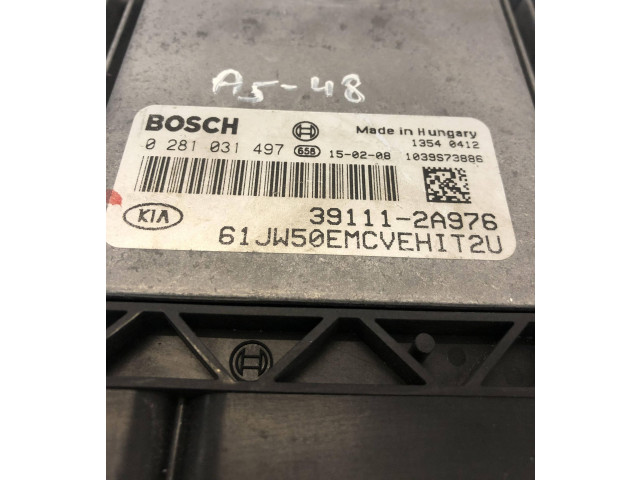 A5-48
BOSCH Made in Hungary
1354 0412
0 281 031 497 658 15-02-08 1039S73886
39111-2A976
KIA
61JW50EMCVEHIT2U